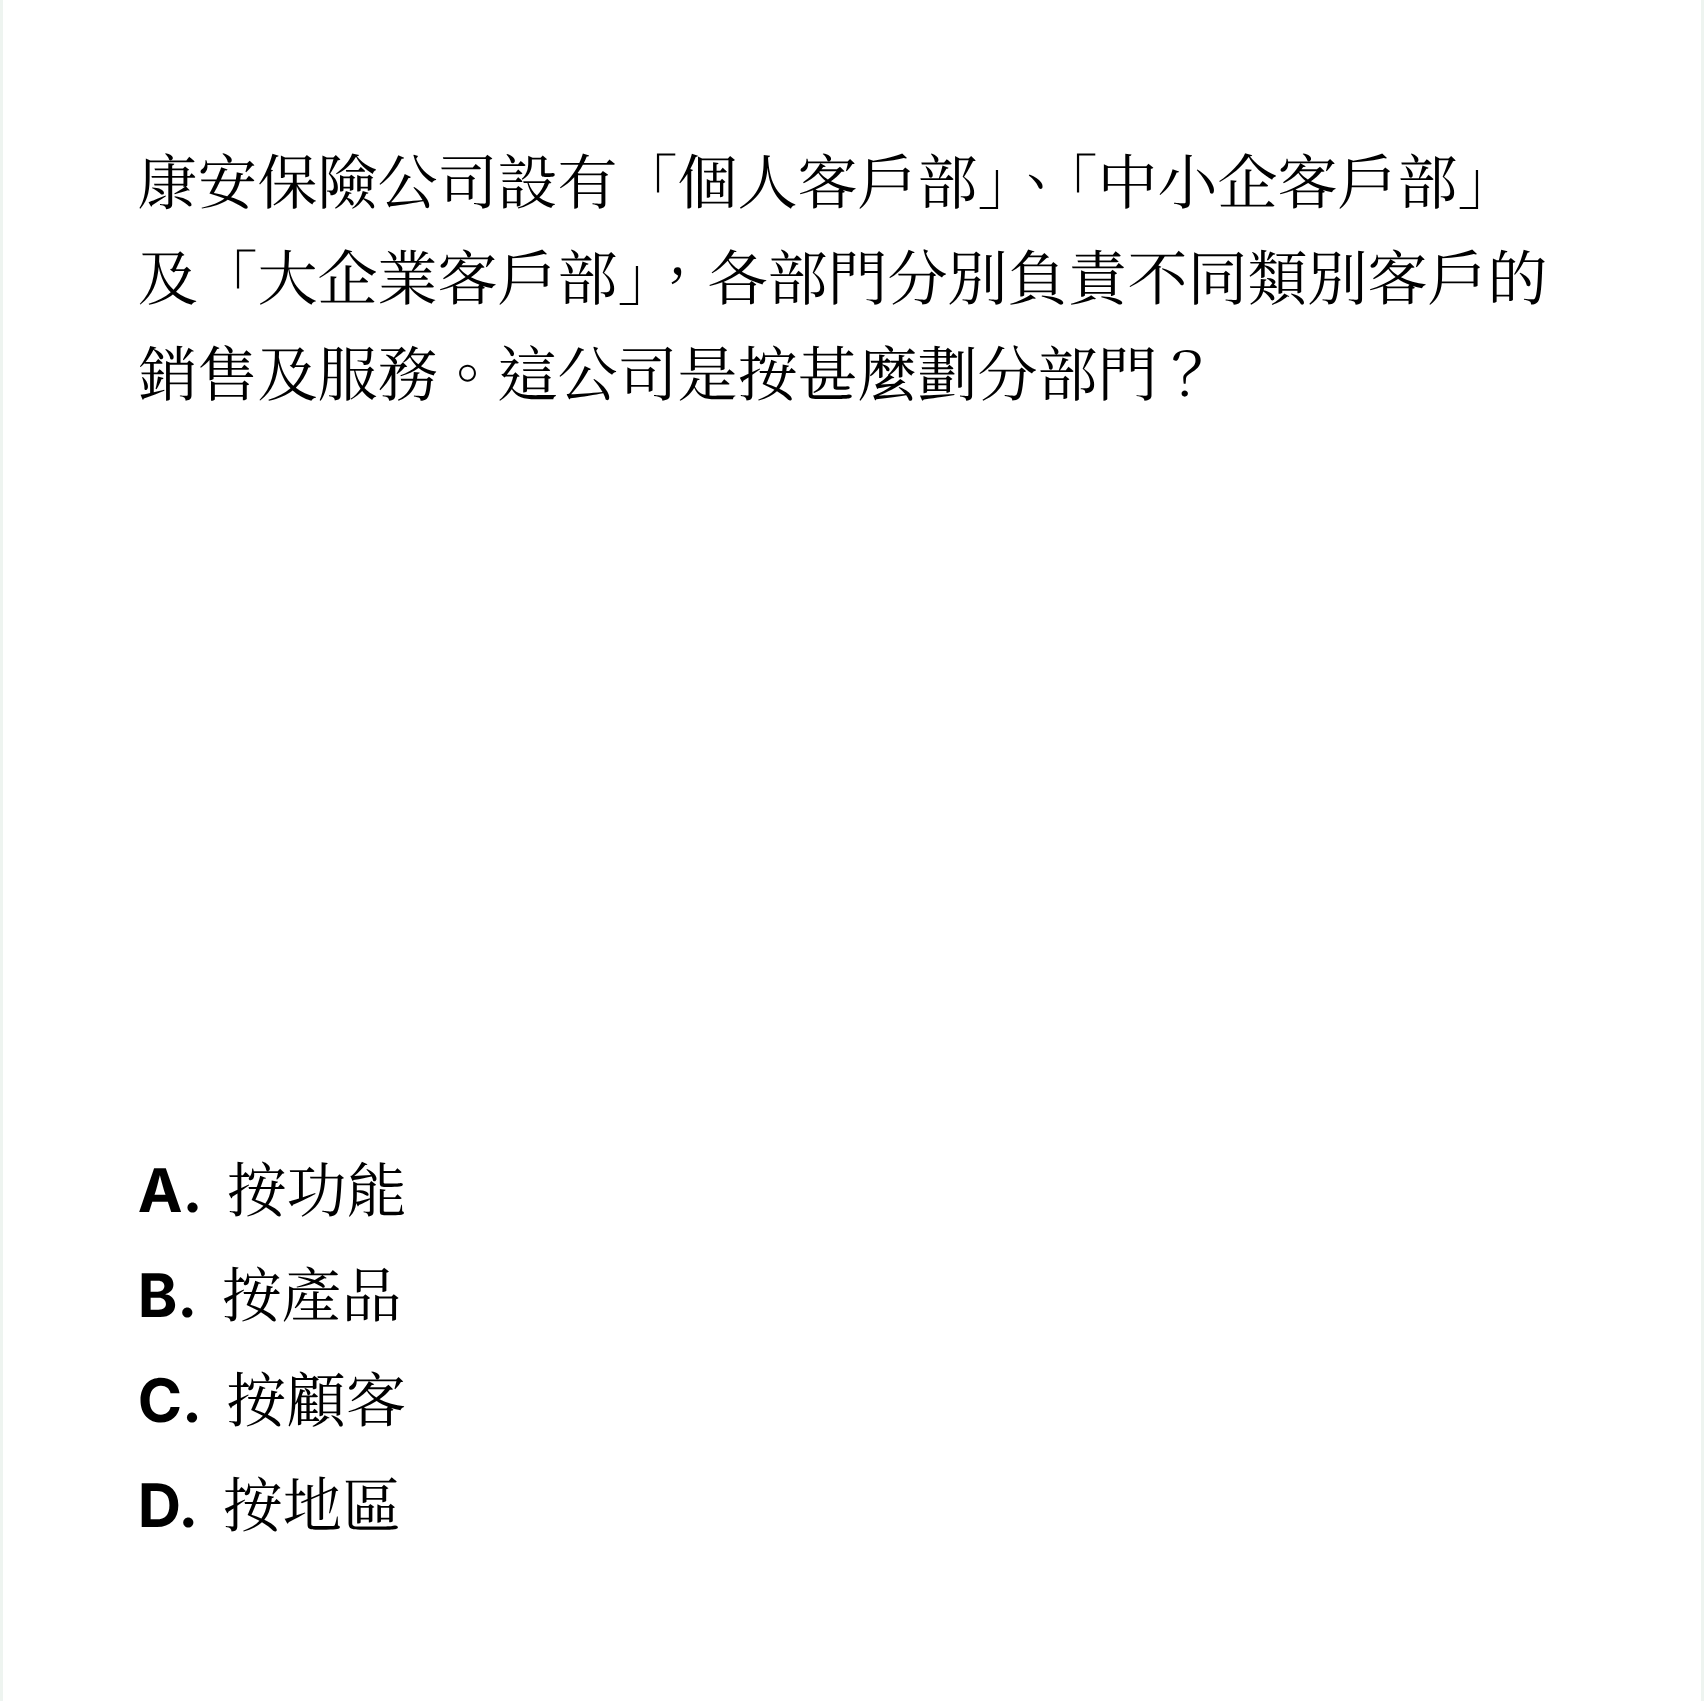 康安保險公司設有「個人客戶部」、「中小企客戶部」
及「大企業客戶部」，各部門分別負責不同類別客戶的
銷售及服務。這公司是按甚麼劃分部門？
A. 按功能
B. 按產品
C. 按顧客
D. 按地區